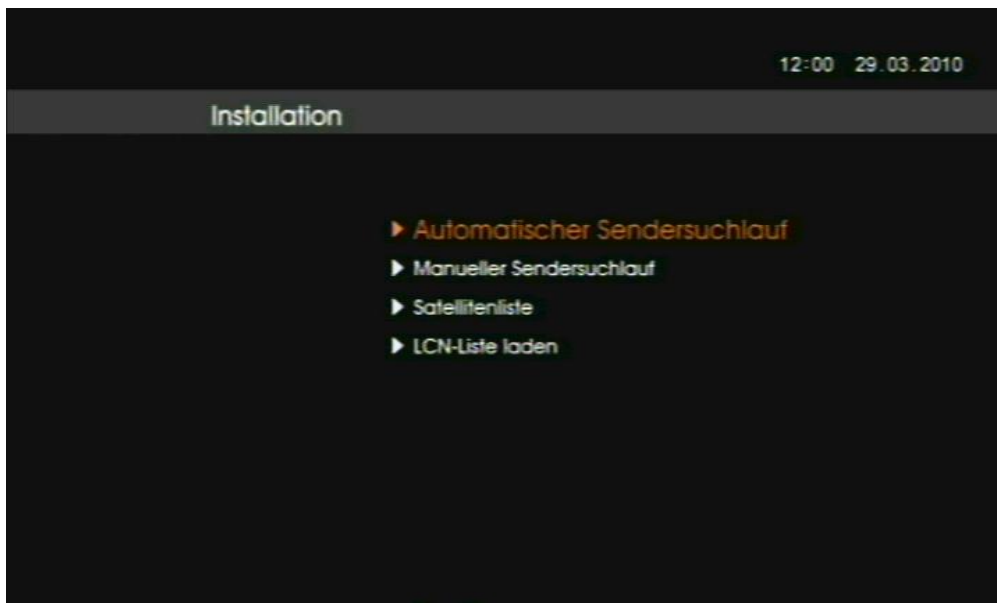 12:00 29.03.2010
Installation
Automatischer Sendersuchlauf
Manueller Sendersuchlauf
Satellitenliste
LCN-Liste laden